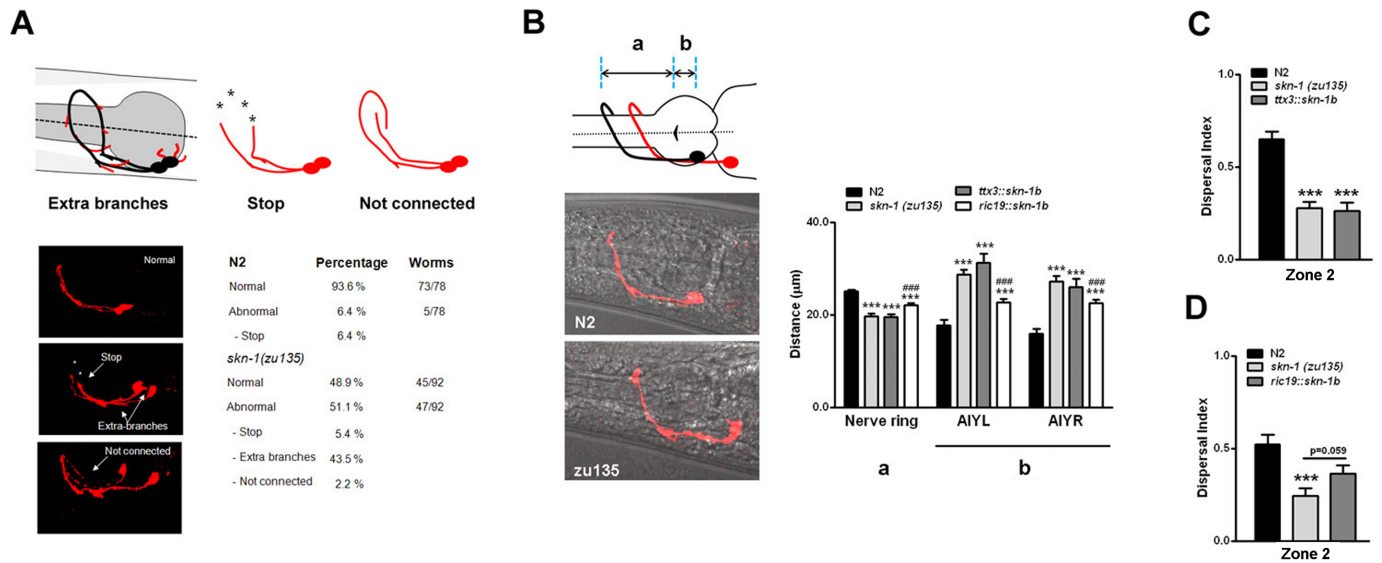 A
Extra branches
Stop
Not connected
Normal
Stop
Extra-branches
Not connected
N2 Percentage Worms
Normal 93.6 % 73/78
Abnormal 6.4 % 5/78
- Stop 6.4 %
skn-1(zu135)
Normal 48.9 % 45/92
Abnormal 51.1 % 47/92
- Stop 5.4 %
- Extra branches 43.5 %
- Not connected 2.2 %
B
a b
N2
zu135
N2
skn-1 (zu135)
ttx3::skn-1b
ric19::skn-1b
Distance (µm)
40.0
20.0
0.0
*** *** ### ***
*** *** ### ***
*** *** ### ***
Nerve ring AIYL AIYR
a b
C
N2
skn-1 (zu135)
ttx3::skn-1b
Dispersal Index
1.0
0.5
0.0
*** ***
Zone 2
D
N2
skn-1 (zu135)
ric19::skn-1b
Dispersal Index
1.0
0.5
0.0
p=0.059
***
Zone 2